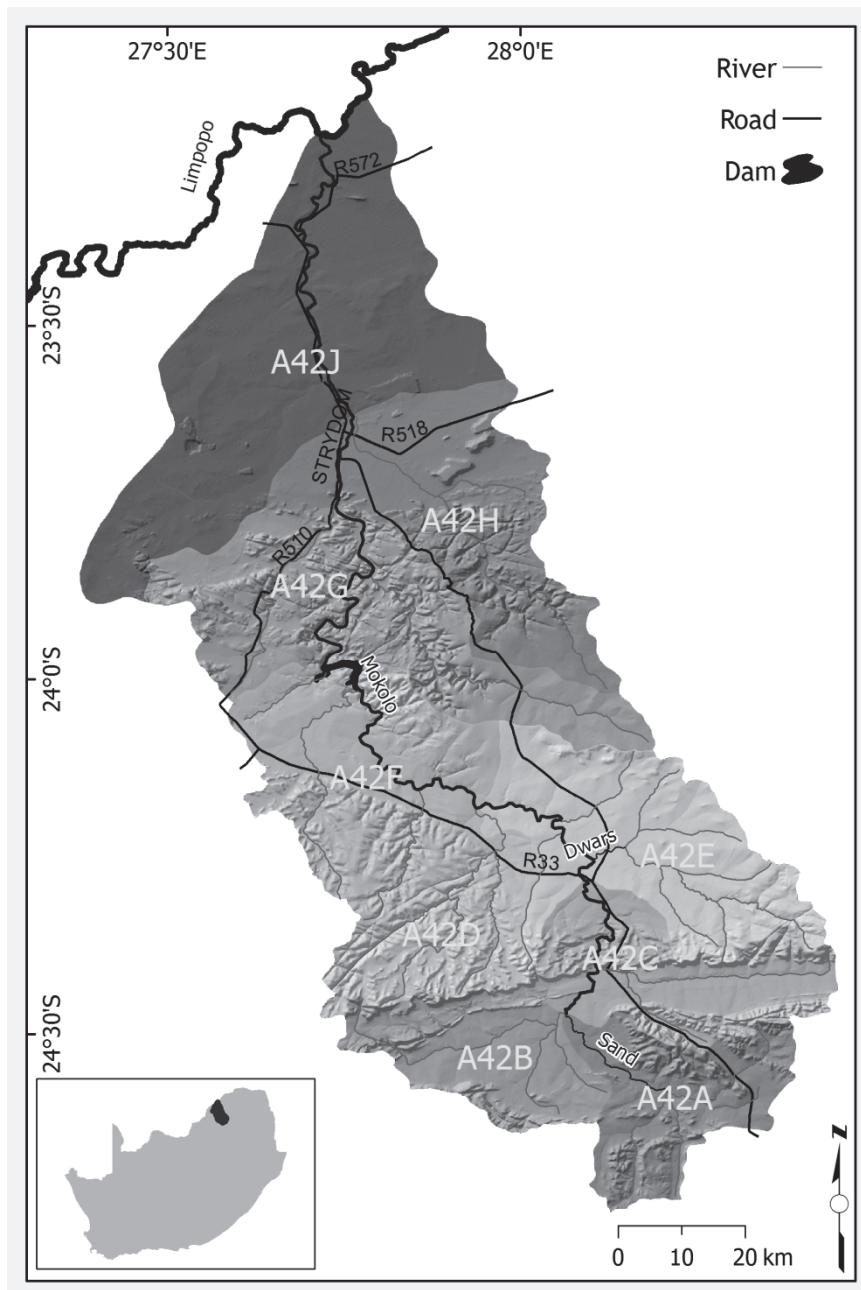 27°30'E
28°0'E
River
Road
Dam
Limpopo
R572
23°30'S
A42J
STRYDOM
R518
A42H
R510
A42G
24°0'S
Mokolo
A42F
Dwars
R33
A42E
A42D
A42C
24°30'S
Sand
A42B
A42A
N
0 10 20 km